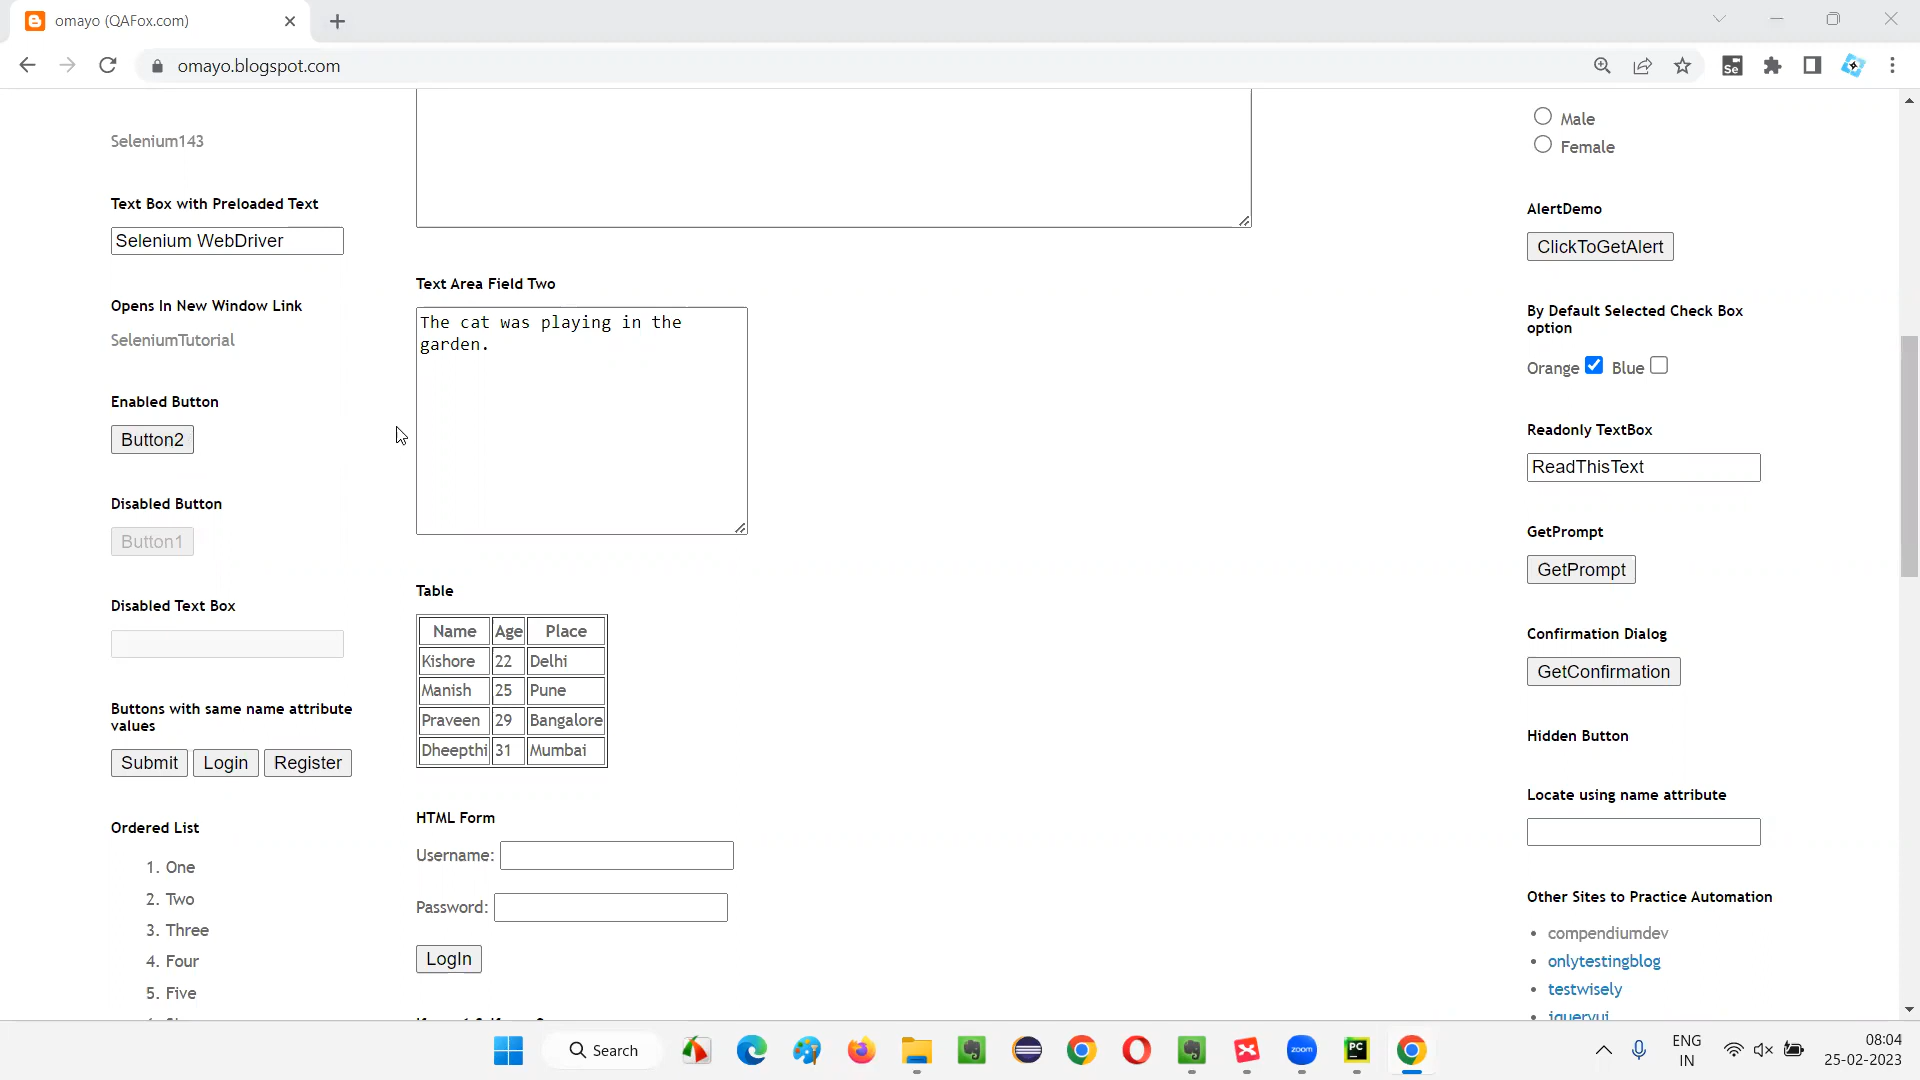 omayo (QAFox.com)
omayo.blogspot.com
Se
Selenium143
Text Box with Preloaded Text
Selenium WebDriver
Opens In New Window Link
SeleniumTutorial
Enabled Button
Button2
Disabled Button
Button1
Disabled Text Box
Buttons with same name attribute
values
Submit Login Register
Ordered List
1. One
2. Two
3. Three
4. Four
5. Five
Text Area Field Two
The cat was playing in the
garden.
Table
Name Age Place
Kishore 22 Delhi
Manish 25 Pune
Praveen 29 Bangalore
Dheepthi 31 Mumbai
HTML Form
Username:
Password:
LogIn
Male
Female
AlertDemo
ClickToGetAlert
By Default Selected Check Box
option
Orange Blue
Readonly TextBox
ReadThisText
GetPrompt
GetPrompt
Confirmation Dialog
GetConfirmation
Hidden Button
Locate using name attribute
Other Sites to Practice Automation
• compendiumdev
• onlytestingblog
• testwisely
• jqueryui
Search
zoom
PC
ENG
IN
08:04
25-02-2023